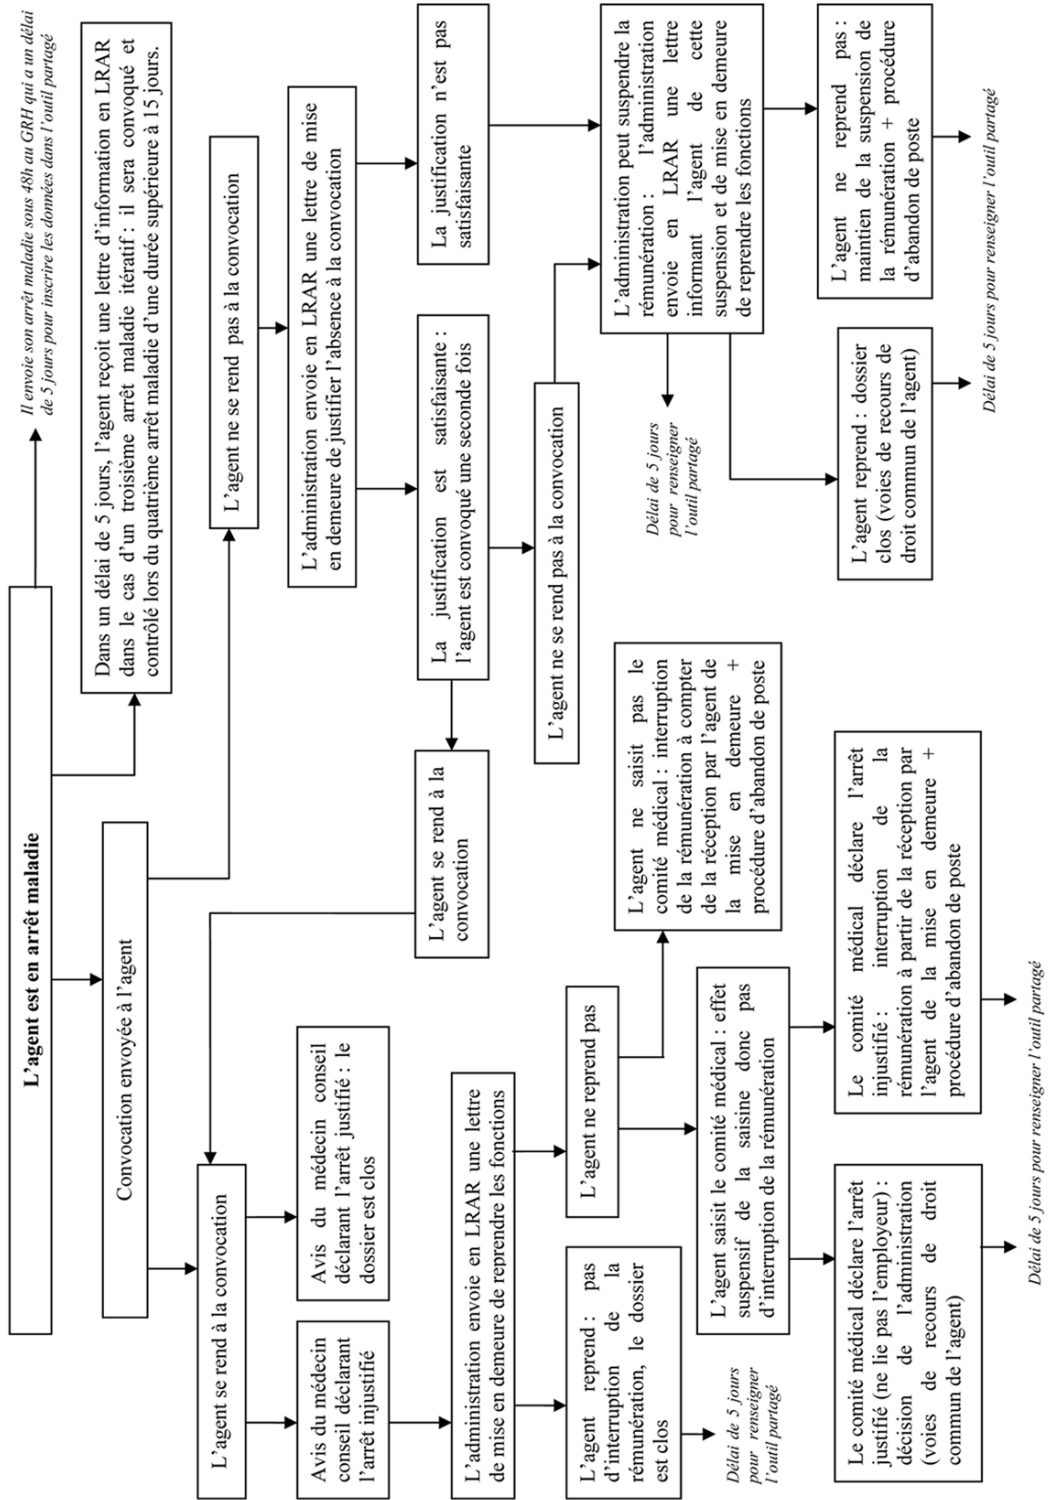 L'agent est en arrêt maladie
Il envoie son arrêt maladie sous 48h au GRH qui a un délai
de 5 jours pour inscrire les données dans l'outil partagé
Dans un délai de 5 jours, l'agent reçoit une lettre d'information en LRAR
dans le cas d'un troisième arrêt maladie itératif : il sera convoqué et
contrôlé lors du quatrième arrêt maladie d'une durée supérieure à 15 jours.
Convocation envoyée à l'agent
L'agent se rend à la convocation
L'agent ne se rend pas à la convocation
Avis du médecin
conseil déclarant
l'arrêt injustifié
Avis du médecin conseil
déclarant l'arrêt justifié : le
dossier est clos
L'administration envoie en LRAR une lettre de mise
en demeure de justifier l'absence à la convocation
L'agent se rend à la
convocation
La justification est satisfaisante :
l'agent est convoqué une seconde fois
La justification n'est pas
satisfaisante
L'administration envoie en LRAR une lettre
de mise en demeure de reprendre les fonctions
L'agent ne se rend pas à la convocation
L'agent reprend : pas
d'interruption de la
rémunération, le dossier
est clos
L'agent ne reprend pas
L'agent ne saisit pas le
comité médical : interruption
de la rémunération à compter
de la réception par l'agent de
la mise en demeure +
procédure d'abandon de poste
L'administration peut suspendre la
rémunération : l'administration
envoie en LRAR une lettre
informant l'agent de cette
suspension et de mise en demeure
de reprendre les fonctions
Délai de 5 jours
pour renseigner
l'outil partagé
L'agent saisit le comité médical : effet
suspensif de la saisine donc pas
d'interruption de la rémunération
Délai de 5 jours
pour renseigner
l'outil partagé
Le comité médical déclare l'arrêt
justifié (ne lie pas l'employeur) :
décision de l'administration
(voies de recours de droit
commun de l'agent)
Le comité médical déclare l'arrêt
injustifié : interruption de la
rémunération à partir de la réception par
l'agent de la mise en demeure +
procédure d'abandon de poste
L'agent reprend : dossier
clos (voies de recours de
droit commun de l'agent)
L'agent ne reprend pas :
maintien de la suspension de
la rémunération + procédure
d'abandon de poste
Délai de 5 jours pour renseigner l'outil partagé
Délai de 5 jours pour renseigner l'outil partagé